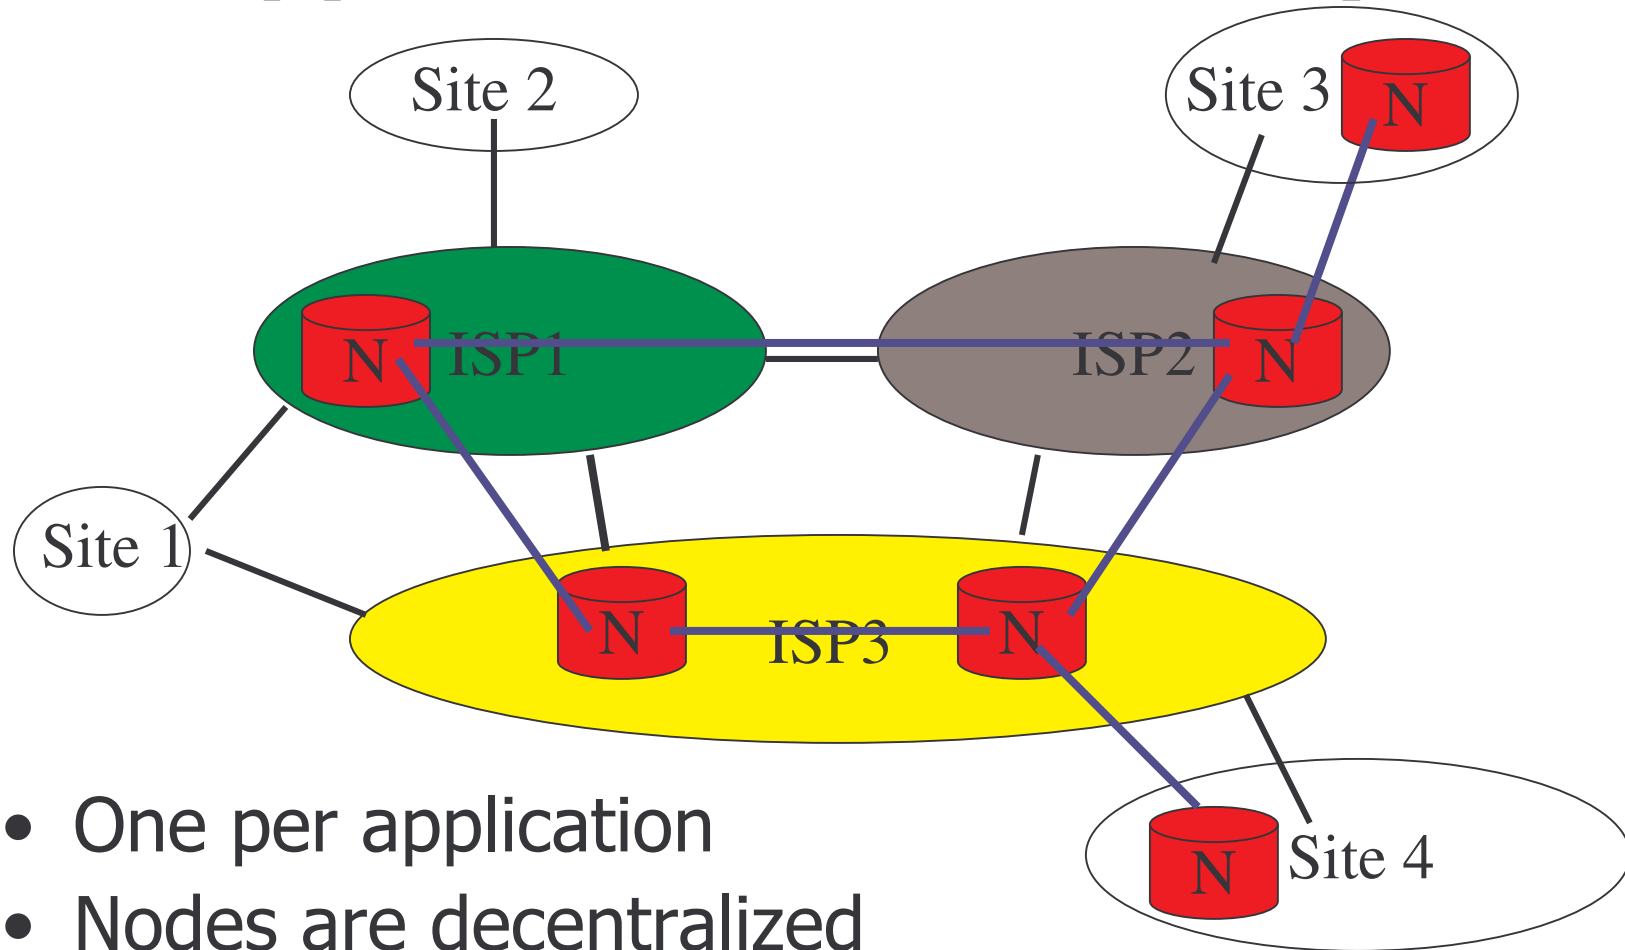 Site 2
Site 3
N
N
ISP1
ISP2
N
Site 1
N
ISP3
N
N
Site 4
• One per application
• Nodes are decentralized